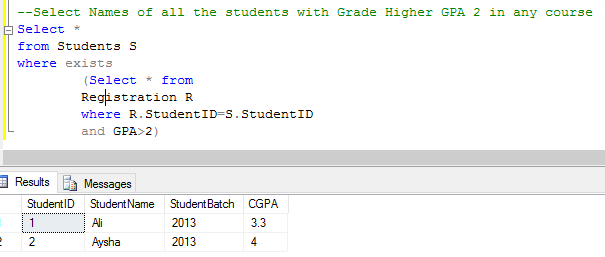 --Select Names of all the students with Grade Higher GPA 2 in any course
Select *
from Students S
where exists
(Select * from
Registration R
where R.StudentID=S.StudentID
and GPA>2)
Results Messages
StudentID StudentName StudentBatch CGPA
1 1 Ali 2013 3.3
2 2 Aysha 2013 4